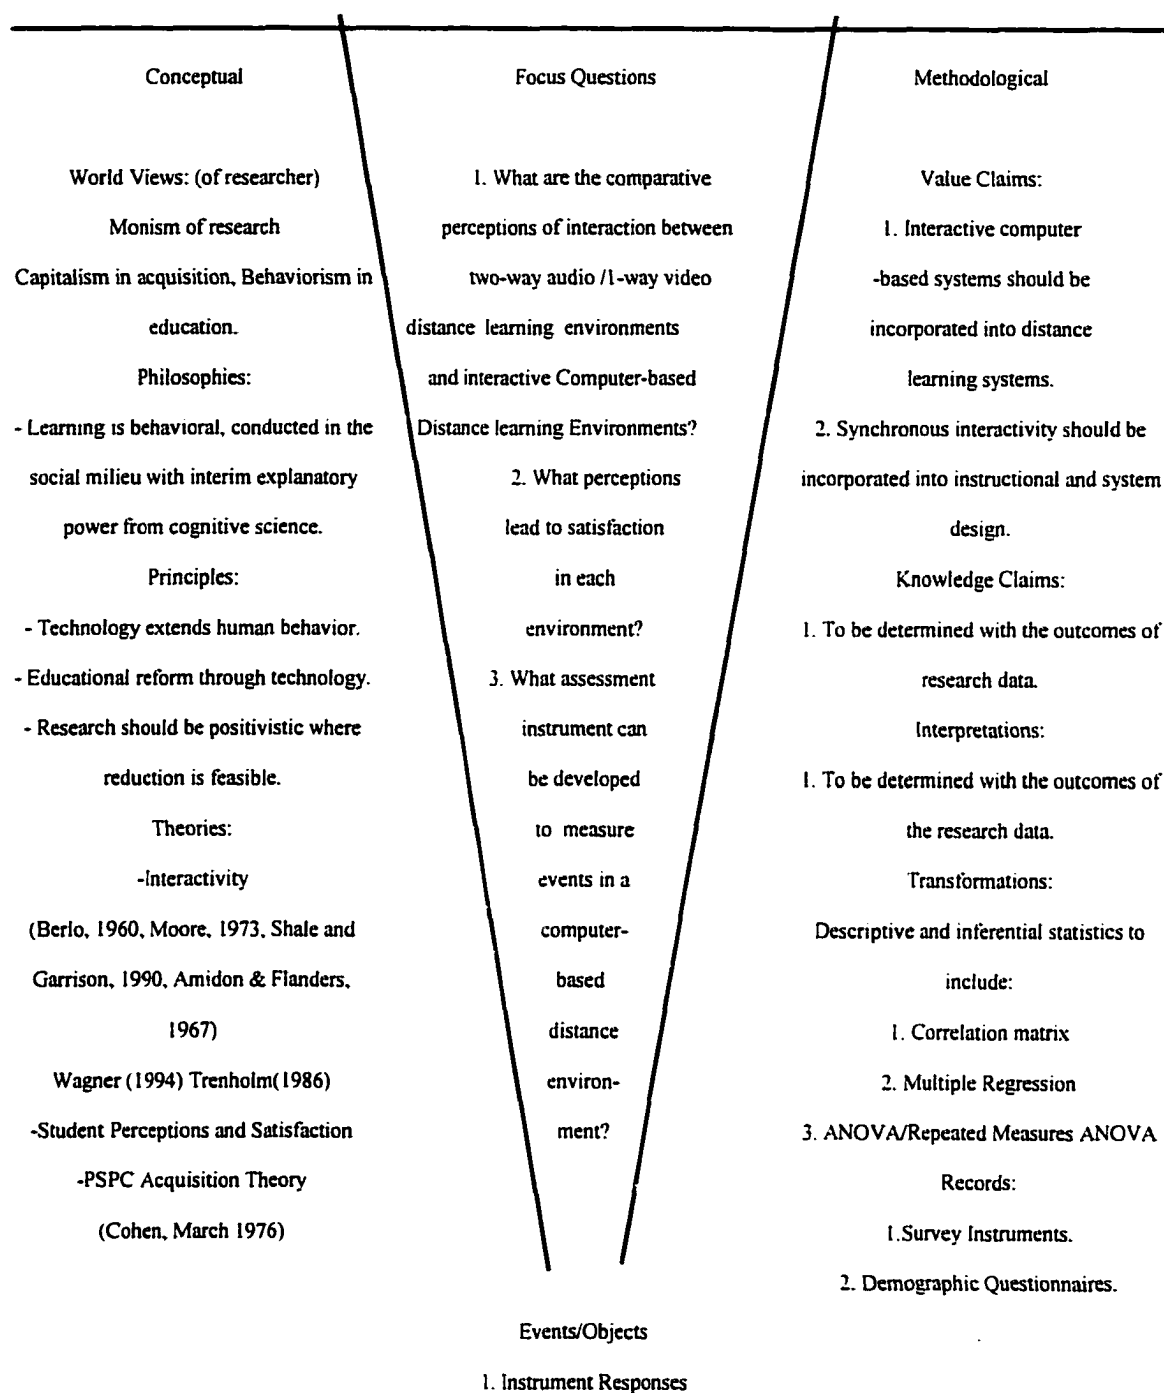 Conceptual
World Views: (of researcher)
Monism of research
Capitalism in acquisition, Behaviorism in
education.
Philosophies:
- Learning is behavioral, conducted in the
social milieu with interim explanatory
power from cognitive science.
Principles:
- Technology extends human behavior.
- Educational reform through technology.
- Research should be positivistic where
reduction is feasible.
Theories:
-Interactivity
(Berlo, 1960, Moore, 1973, Shale and
Garrison, 1990, Amidon & Flanders,
1967)
Wagner (1994) Trenholm(1986)
-Student Perceptions and Satisfaction
-PSPC Acquisition Theory
(Cohen, March 1976)
Focus Questions
1. What are the comparative
perceptions of interaction between
two-way audio /1-way video
distance learning environments
and interactive Computer-based
Distance learning Environments?
2. What perceptions
lead to satisfaction
in each
environment?
3. What assessment
instrument can
be developed
to measure
events in a
computer-
based
distance
environ-
ment?
Methodological
Value Claims:
1. Interactive computer
-based systems should be
incorporated into distance
learning systems.
2. Synchronous interactivity should be
incorporated into instructional and system
design.
Knowledge Claims:
1. To be determined with the outcomes of
research data.
Interpretations:
1. To be determined with the outcomes of
the research data.
Transformations:
Descriptive and inferential statistics to
include:
1. Correlation matrix
2. Multiple Regression
3. ANOVA/Repeated Measures ANOVA
Records:
1.Survey Instruments.
2. Demographic Questionnaires.
Events/Objects
1. Instrument Responses